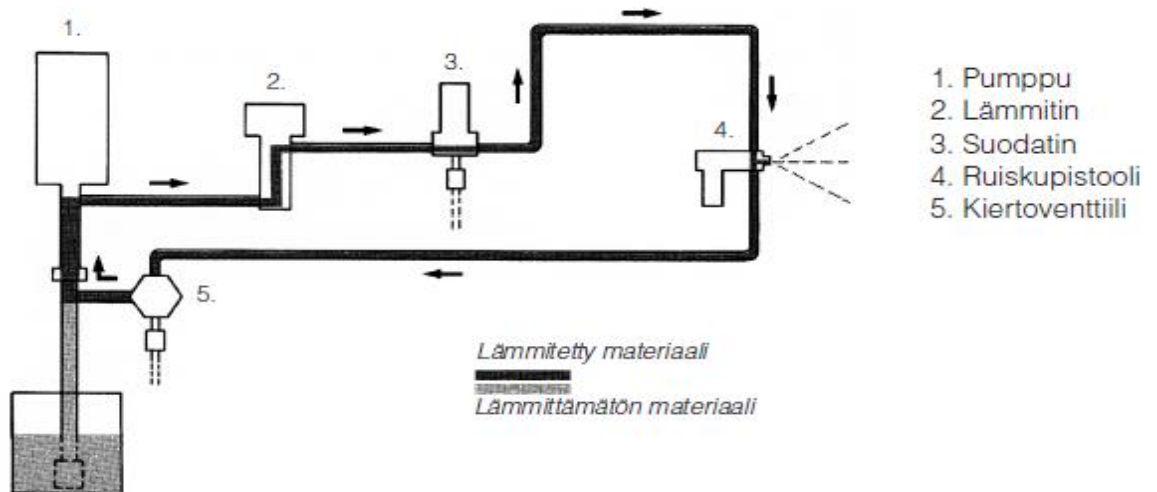 1.
2.
3.
4.
5.
1. Pumppu
2. Lämmitin
3. Suodatin
4. Ruiskupistooli
5. Kiertoventtiili
Lämmitetty materiaali
Lämmittämätön materiaali